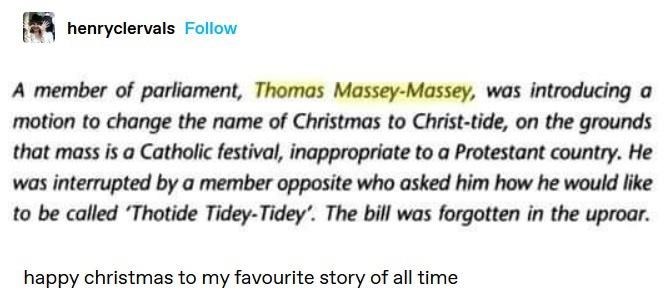 henryclervals Follow
A member of parliament, Thomas Massey-Massey, was introducing a
motion to change the name of Christmas to Christ-tide, on the grounds
that mass is a Catholic festival, inappropriate to a Protestant country. He
was interrupted by a member opposite who asked him how he would like
to be called ‘Thotide Tidey-Tidey’. The bill was forgotten in the uproar.
happy christmas to my favourite story of all time